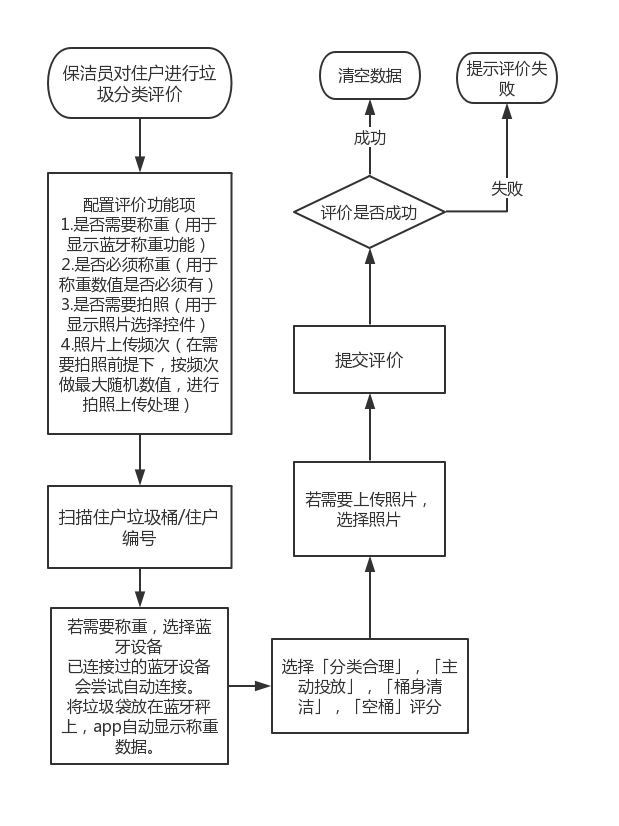 保洁员对住户进行垃
圾分类评价
配置评价功能项
1.是否需要称重（用于
显示蓝牙称重功能）
2.是否必须称重（用于
称重数值是否必须有）
3.是否需要拍照（用于
显示照片选择控件）
4.照片上传频次（在需
要拍照前提下，按频次
做最大随机数值，进行
拍照上传处理）
扫描住户垃圾桶/住户
编号
若需要称重，选择蓝
牙设备
已连接过的蓝牙设备
会尝试自动连接。
将垃圾袋放在蓝牙秤
上，app自动显示称重
数据。
选择「分类合理」，「主
动投放」，「桶身清
洁」，「空桶」评分
若需要上传照片，
选择照片
提交评价
评价是否成功
成功
失败
清空数据
提示评价失
败